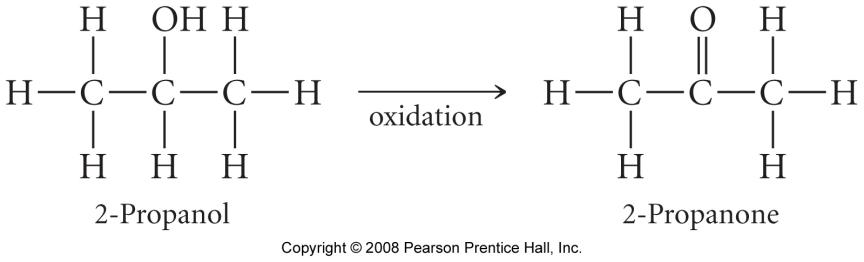 H OH H H O H
H—C—C—C—H oxidation H—C—C—C—H
H H H H H
2-Propanol 2-Propanone
Copyright © 2008 Pearson Prentice Hall, Inc.